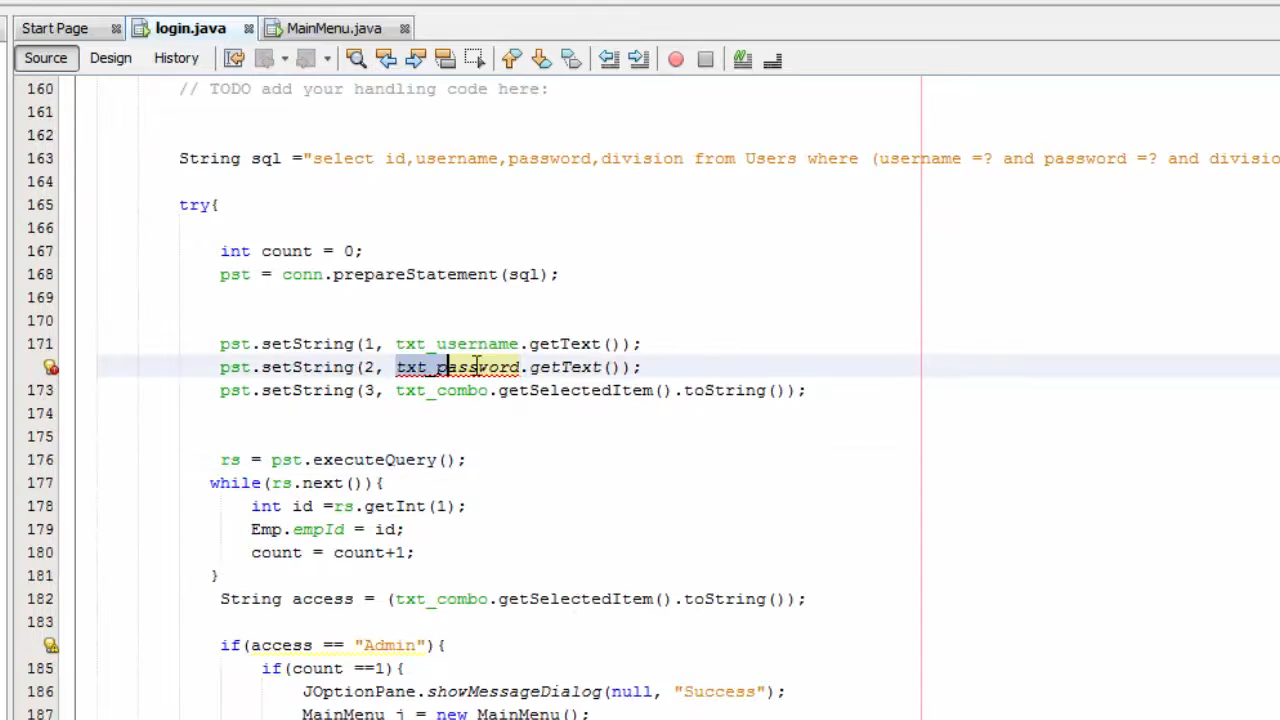 Start Page login.java MainMenu.java
Source Design History
160 // TODO add your handling code here:
161
162
163 String sql ="select id,username,password,division from Users where (username =? and password =? and divisio
164
165 try{
166
167 int count = 0;
168 pst = conn.prepareStatement(sql);
169
170
171 pst.setString(1, txt_username.getText());
pst.setString(2, txt_password.getText());
173 pst.setString(3, txt_combo.getSelectedItem().toString());
174
175
176 rs = pst.executeQuery();
177 while(rs.next()){
178 int id =rs.getInt(1);
179 Emp.empId = id;
180 count = count+1;
181 }
182 String access = (txt_combo.getSelectedItem().toString());
183
if(access == "Admin"){
185 if(count ==1){
186 JOptionPane.showMessageDialog(null, "Success");
187 MainMenu j = new MainMenu();